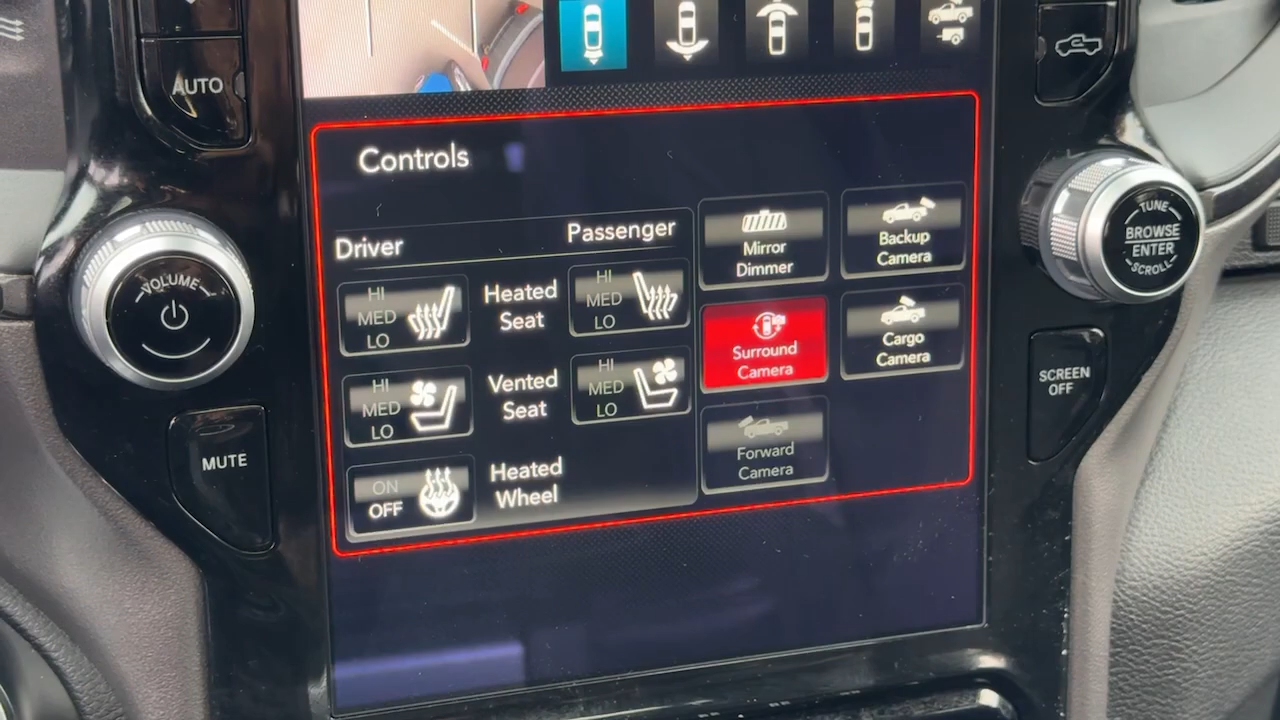 AUTO
VOLUME
MUTE
Controls
Driver
Passenger
HI
MED
LO
Heated
Seat
HI
MED
LO
HI
MED
LO
Vented
Seat
HI
MED
LO
ON
OFF
Heated
Wheel
Mirror
Dimmer
Backup
Camera
Surround
Camera
Cargo
Camera
Forward
Camera
TUNE
BROWSE
ENTER
SCROLL
SCREEN
OFF